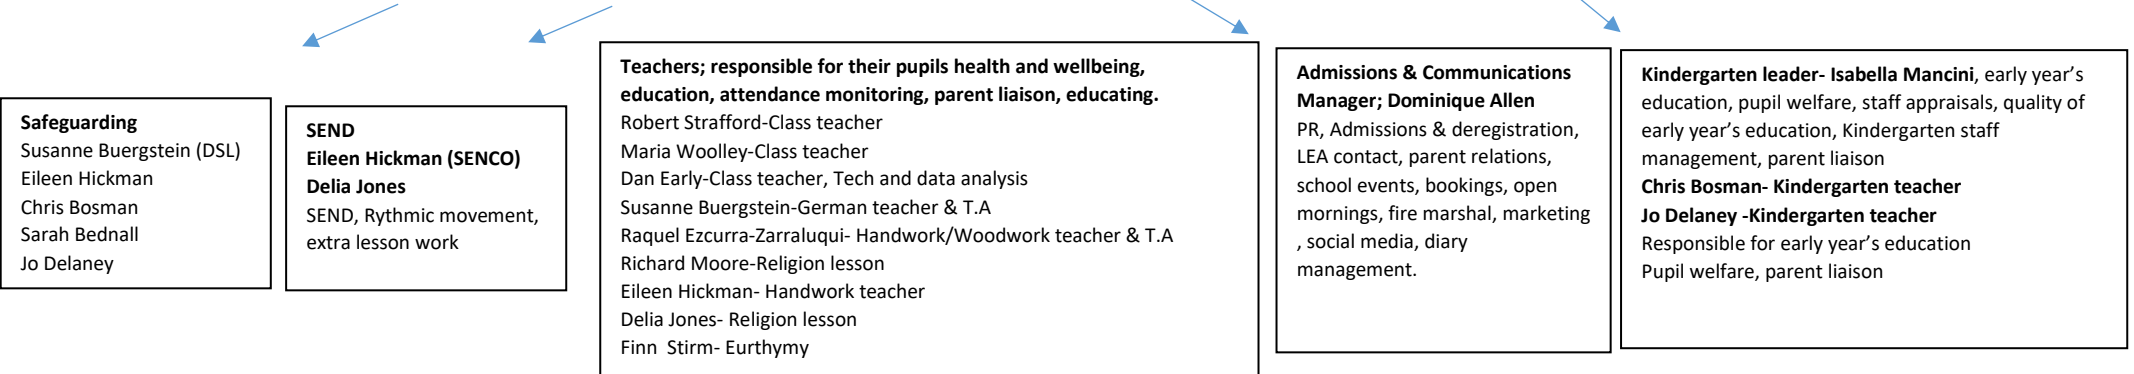 Safeguarding
Susanne Buergstein (DSL)
Eileen Hickman
Chris Bosman
Sarah Bednall
Jo Delaney
SEND
Eileen Hickman (SENCO)
Delia Jones
SEND, Rythmic movement,
extra lesson work
Teachers; responsible for their pupils health and wellbeing,
education, attendance monitoring, parent liaison, educating.
Robert Strafford-Class teacher
Maria Woolley-Class teacher
Dan Early-Class teacher, Tech and data analysis
Susanne Buergstein-German teacher & T.A
Raquel Ezcurra-Zarraluqui- Handwork/Woodwork teacher & T.A
Richard Moore-Religion lesson
Eileen Hickman- Handwork teacher
Delia Jones- Religion lesson
Finn  Stirm- Eurthymy
Admissions & Communications
Manager; Dominique Allen
PR, Admissions & deregistration,
LEA contact, parent relations,
school events, bookings, open
mornings, fire marshal, marketing
, social media, diary
management.
Kindergarten leader- Isabella Mancini, early year’s
education, pupil welfare, staff appraisals, quality of
early year’s education, Kindergarten staff
management, parent liaison
Chris Bosman- Kindergarten teacher
Jo Delaney -Kindergarten teacher
Responsible for early year’s education
Pupil welfare, parent liaison